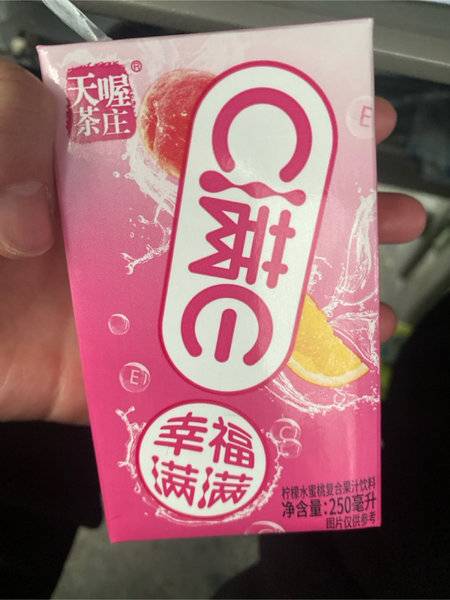 天喔®
茶庄
C满E
E
E
幸福
满满
柠檬水蜜桃复合果汁饮料
净含量:250毫升
图片仅供参考